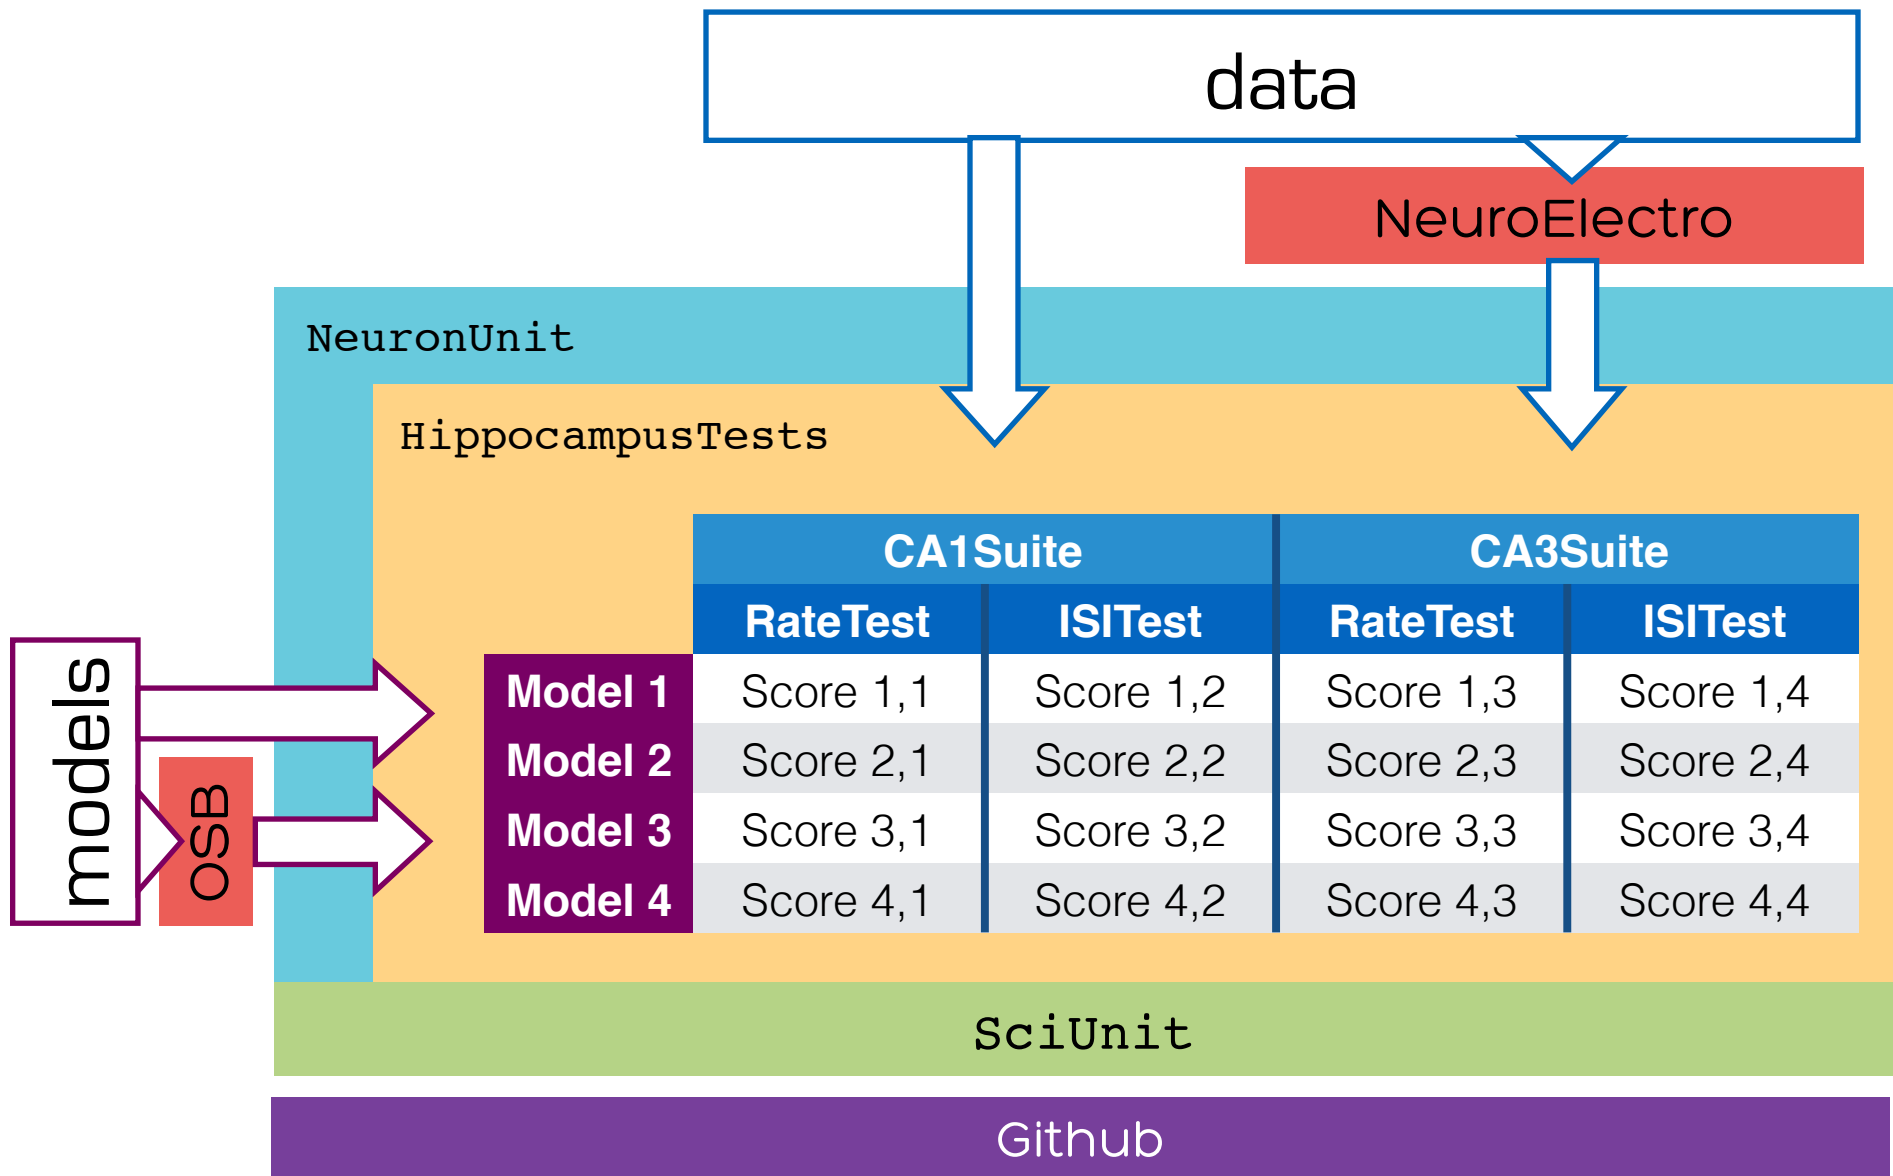 data
NeuroElectro
NeuronUnit
HippocampusTests
CA1Suite CA3Suite
RateTest ISITest RateTest ISITest
Model 1 Score 1,1 Score 1,2 Score 1,3 Score 1,4
Model 2 Score 2,1 Score 2,2 Score 2,3 Score 2,4
Model 3 Score 3,1 Score 3,2 Score 3,3 Score 3,4
Model 4 Score 4,1 Score 4,2 Score 4,3 Score 4,4
models
OSB
SciUnit
Github